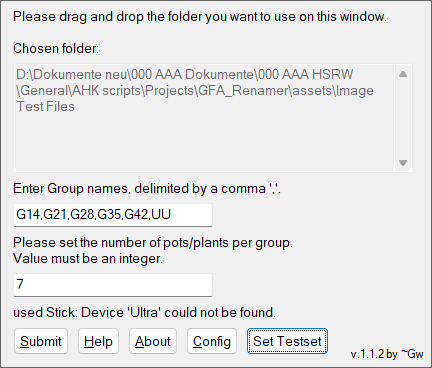 Please drag and drop the folder you want to use on this window.
Chosen folder:
D:\Dokumente neu\000 AAA Dokumente\000 AAA HSRW
\General\AHK scripts\Projects\GFA_Renamer\assets\Image
Test Files
Enter Group names, delimited by a comma ','.
G14,G21,G28,G35,G42,UU
Please set the number of pots/plants per group.
Value must be an integer.
7
used Stick: Device 'Ultra' could not be found.
Submit Help About Config Set Testset
v.1.1.2 by ~Gw